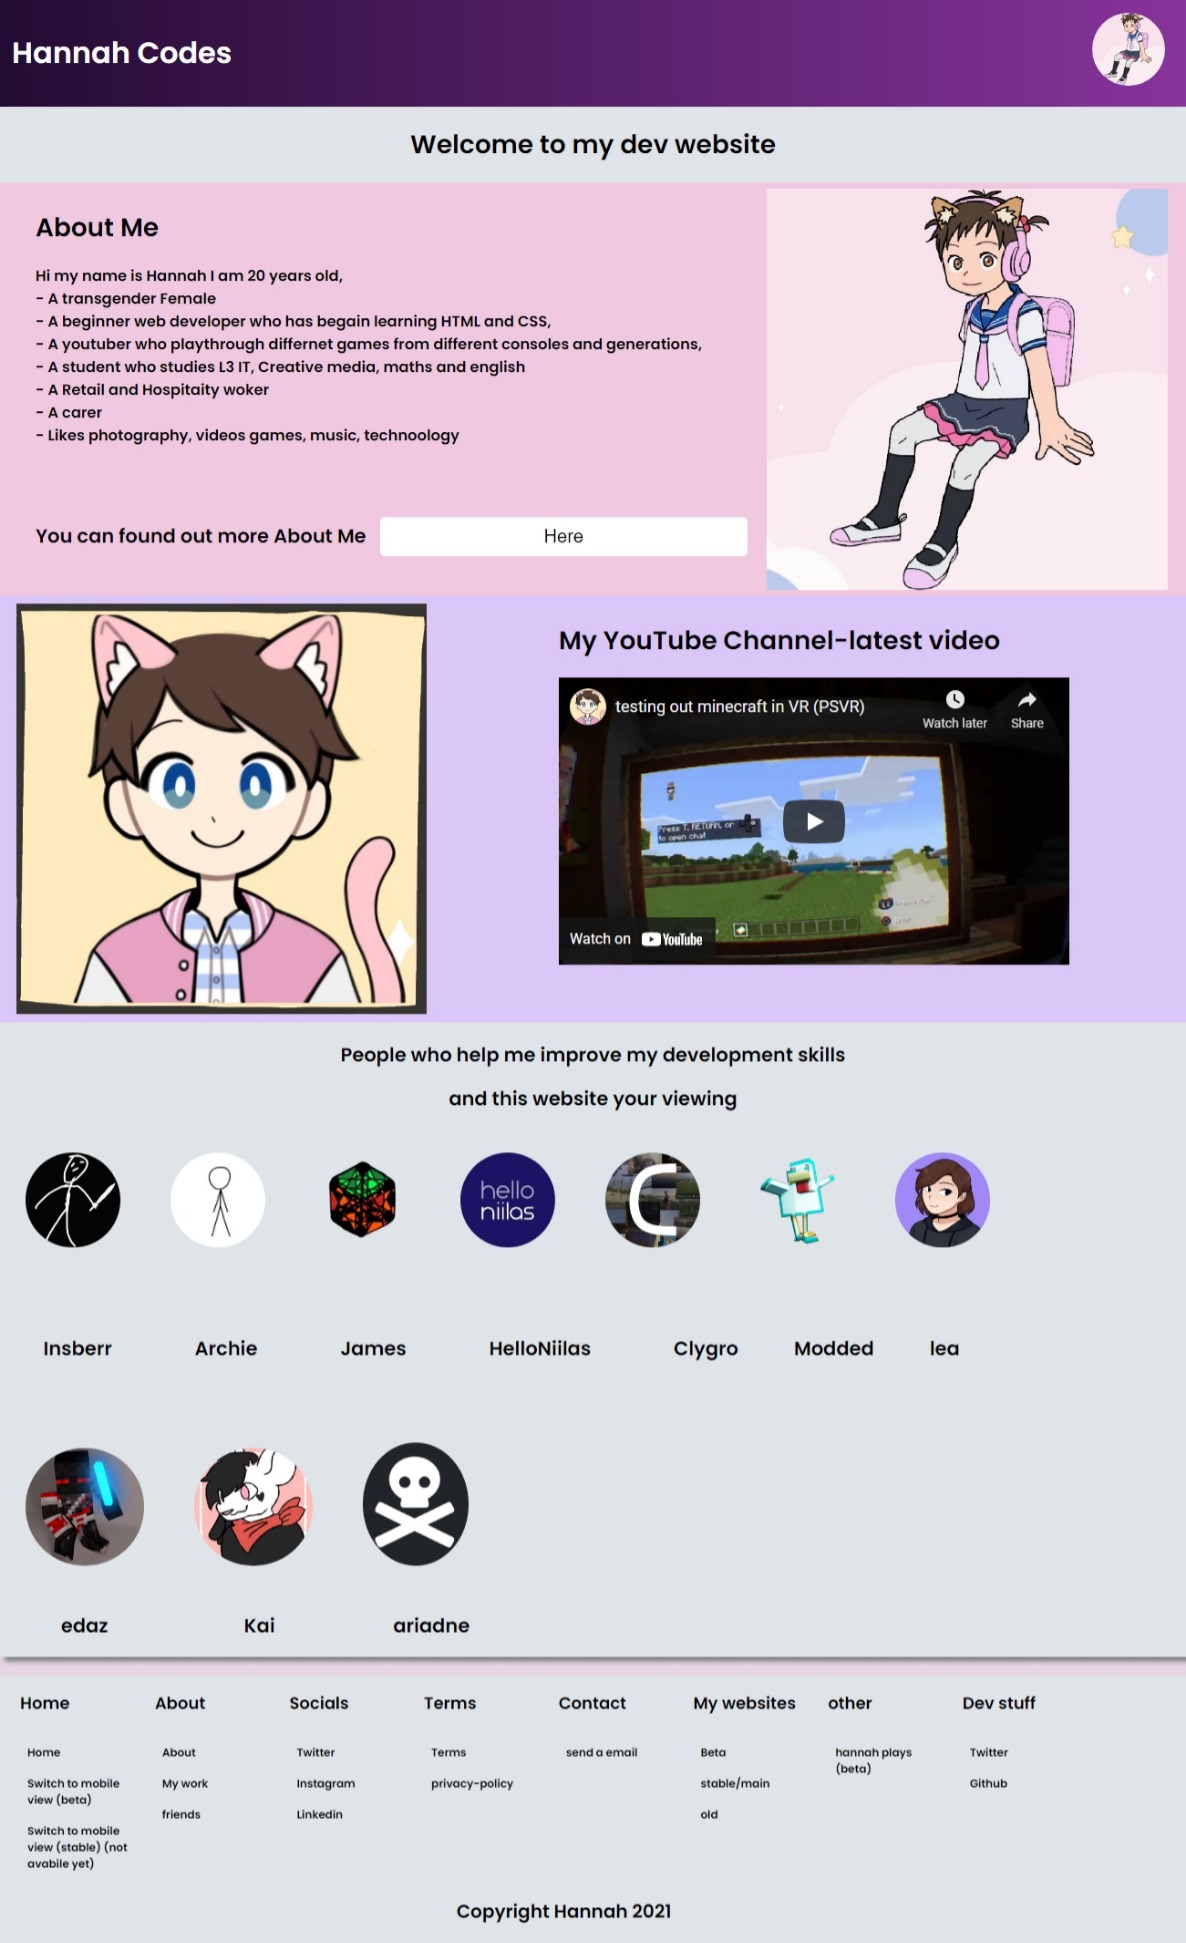 Hannah Codes
Welcome to my dev website
About Me
Hi my name is Hannah I am 20 years old,
- A transgender Female
- A beginner web developer who has begain learning HTML and CSS,
- A youtuber who playthrough differnet games from different consoles and generations,
- A student who studies L3 IT, Creative media, maths and english
- A Retail and Hospitaity woker
- A carer
- Likes photography, videos games, music, technoology
You can found out more About Me
Here
My YouTube Channel-latest video
testing out minecraft in VR (PSVR)
Watch later
Share
Press T, RETURN, or
to open chat
Watch on YouTube
People who help me improve my development skills
and this website your viewing
hello
niilas
Insberr
Archie
James
HelloNiilas
Clygro
Modded
lea
edaz
Kai
ariadne
Home
Home
Switch to mobile
view (beta)
Switch to mobile
view (stable) (not
avabile yet)
About
About
My work
friends
Socials
Twitter
Instagram
Linkedin
Terms
Terms
privacy-policy
Contact
send a email
My websites
Beta
stable/main
old
other
hannah plays
(beta)
Dev stuff
Twitter
Github
Copyright Hannah 2021